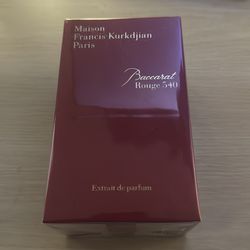 Maison
Francis Kurkdjian
Paris
Baccarat
Rouge 540
Extrait de parfum